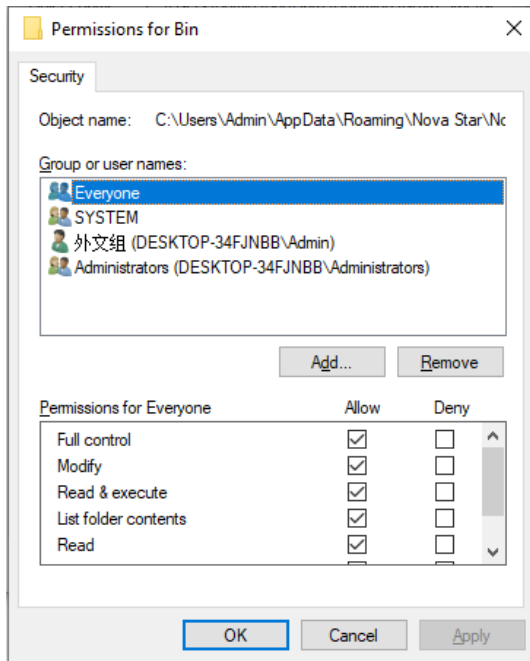 Permissions for Bin
Security
Object name: C:\Users\Admin\AppData\Roaming\Nova Star\Nc
Group or user names:
Everyone
SYSTEM
外文组 (DESKTOP-34FJNBB\Admin)
Administrators (DESKTOP-34FJNBB\Administrators)
Add...
Remove
Permissions for Everyone Allow Deny
Full control
Modify
Read & execute
List folder contents
Read
OK Cancel Apply